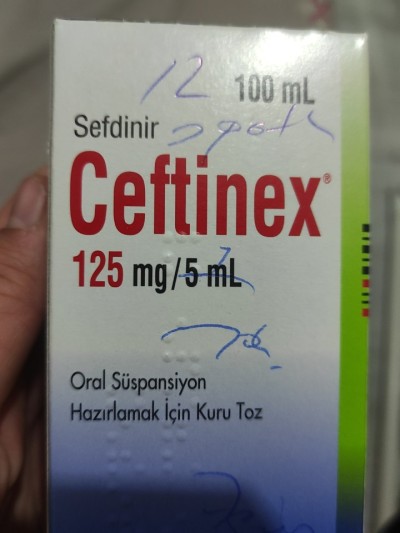 12
100 mL
Sefdinir
Ceftinex®
125 mg/5 mL
Oral Süspansiyon
Hazırlamak İçin Kuru Toz